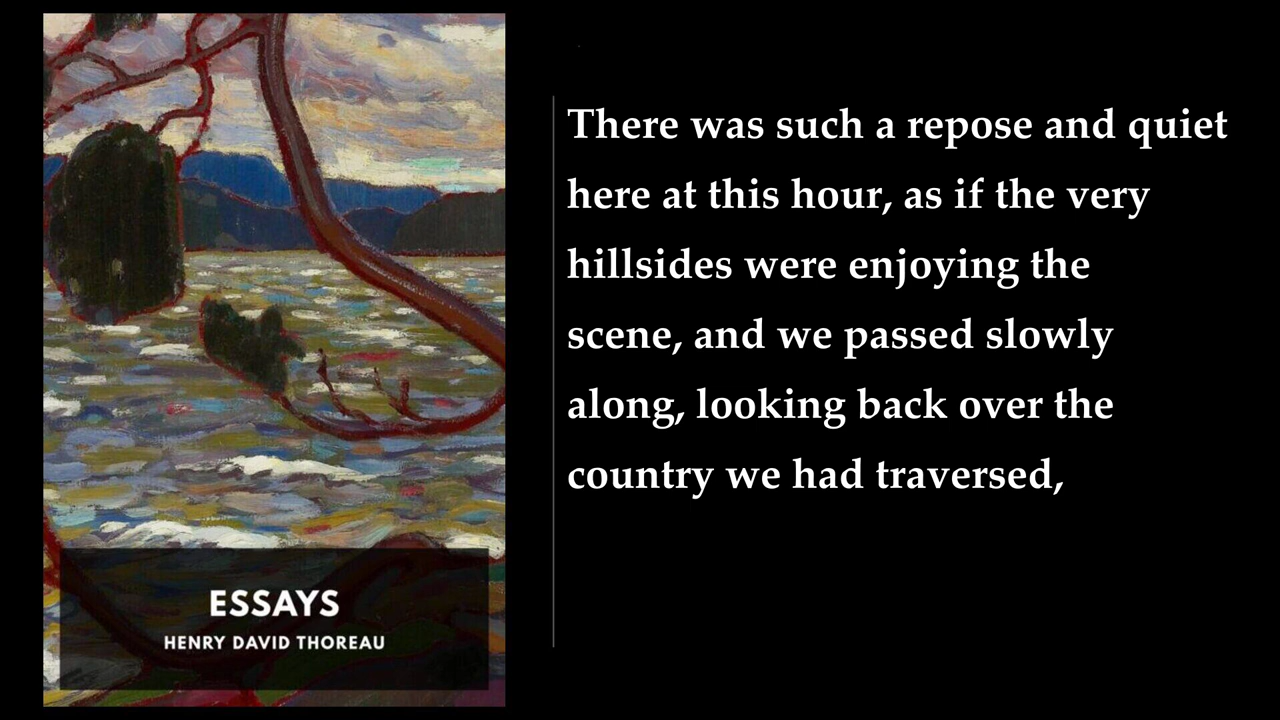 ESSAYS
HENRY DAVID THOREAU
There was such a repose and quiet
here at this hour, as if the very
hillsides were enjoying the
scene, and we passed slowly
along, looking back over the
country we had traversed,